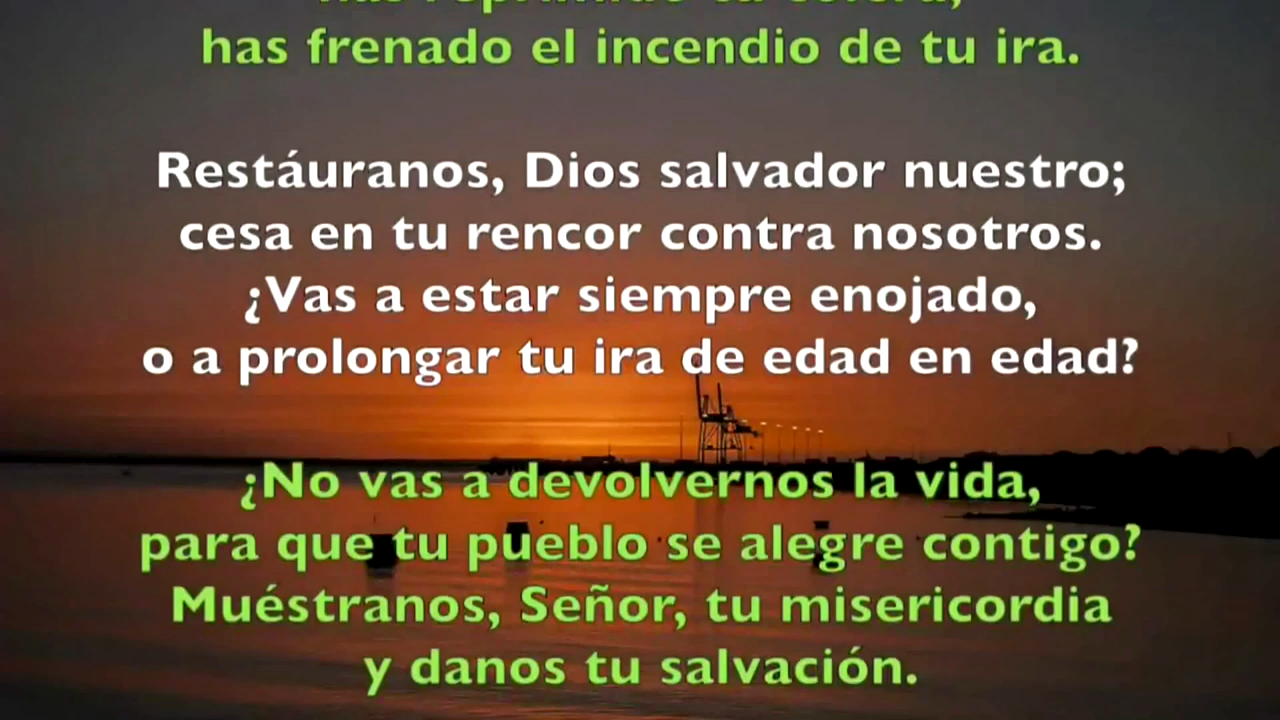 has frenado el incendio de tu ira.
Restáuranos, Dios salvador nuestro;
cesa en tu rencor contra nosotros.
¿Vas a estar siempre enojado,
o a prolongar tu ira de edad en edad?
¿No vas a devolvernos la vida,
para que tu pueblo se alegre contigo?
Muéstranos, Señor, tu misericordia
y danos tu salvación.